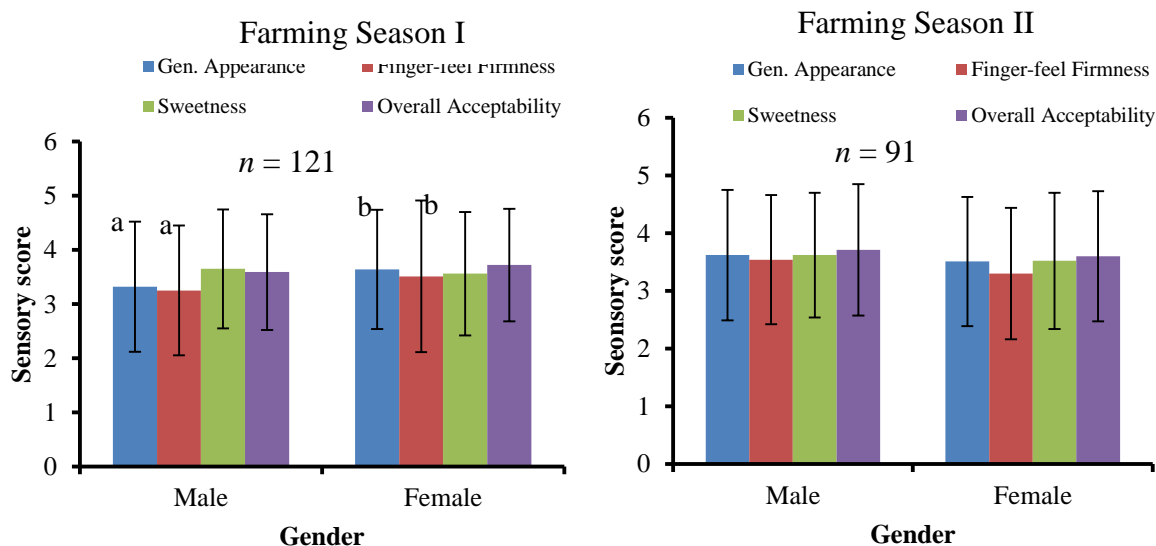 Farming Season I
Gen. Appearance Finger-feel Firmness
Sweetness Overall Acceptability
6
5
4
3
2
1
0
n = 121
a a b b
Sensory score
Male Female
Gender
Farming Season II
Gen. Appearance Finger-feel Firmness
Sweetness Overall Acceptability
6
5
4
3
2
1
0
n = 91
Seonsory score
Male Female
Gender